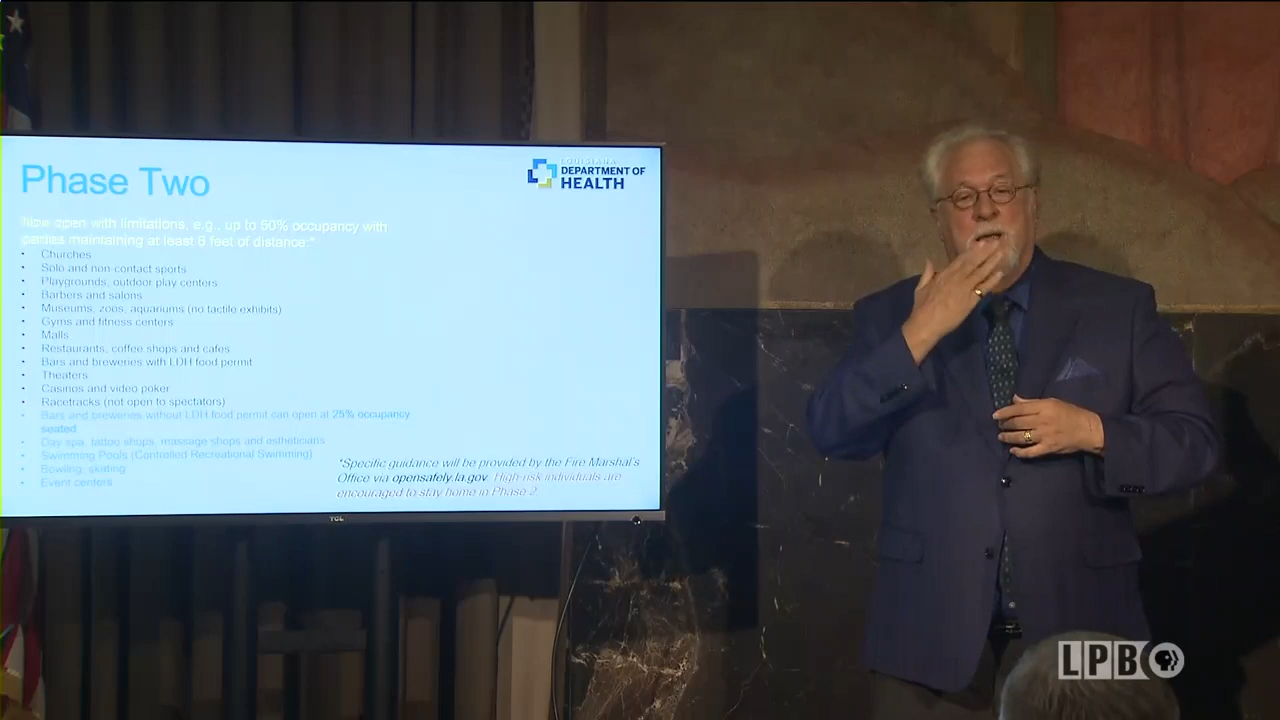 Phase Two
LOUISIANA
DEPARTMENT OF
HEALTH
Now open with limitations, e.g., up to 50% occupancy with
parties maintaining at least 6 feet of distance:*
• Churches
• Solo and non-contact sports
• Playgrounds, outdoor play centers
• Barbers and salons
• Museums, zoos, aquariums (no tactile exhibits)
• Gyms and fitness centers
• Malls
• Restaurants, coffee shops and cafes
• Bars and breweries with LDH food permit
• Theaters
• Casinos and video poker
• Racetracks (not open to spectators)
• Bars and breweries without LDH food permit can open at 25% occupancy
seated
• Day spa, tattoo shops, massage shops and estheticians
• Swimming Pools (Controlled Recreational Swimming)
• Bowling, skating
• Event centers
*Specific guidance will be provided by the Fire Marshal's
Office via opensafely.la.gov. High-risk individuals are
encouraged to stay home in Phase 2.
TCL
LPB